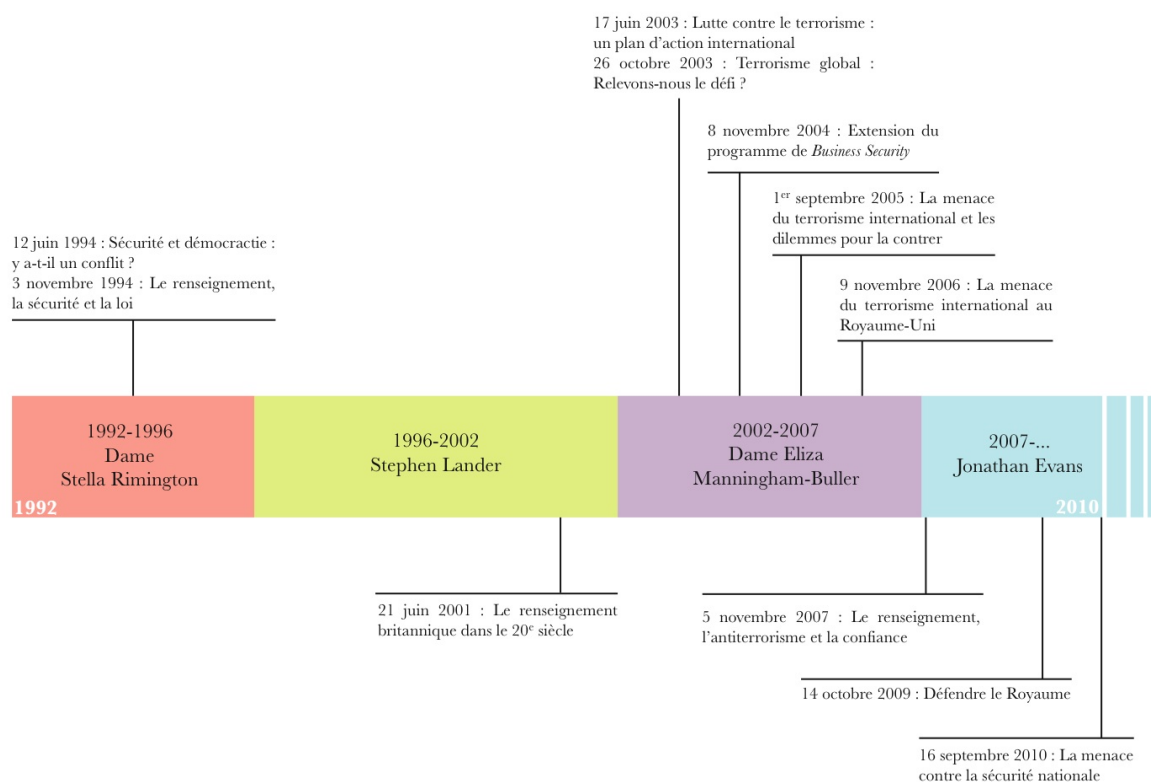 17 juin 2003 : Lutte contre le terrorisme :
un plan d’action international
26 octobre 2003 : Terrorisme global :
Relevons-nous le défi ?
8 novembre 2004 : Extension du
programme de Business Security
1er septembre 2005 : La menace
du terrorisme international et les
dilemmes pour la contrer
12 juin 1994 : Sécurité et démocratie :
y a-t-il un conflit ?
3 novembre 1994 : Le renseignement,
la sécurité et la loi
9 novembre 2006 : La menace
du terrorisme international au
Royaume-Uni
1992-1996
Dame
Stella Rimington
1992
1996-2002
Stephen Lander
2002-2007
Dame Eliza
Manningham-Buller
2007-...
Jonathan Evans
2010
21 juin 2001 : Le renseignement
britannique dans le 20e siècle
5 novembre 2007 : Le renseignement,
l’antiterrorisme et la confiance
14 octobre 2009 : Défendre le Royaume
16 septembre 2010 : La menace
contre la sécurité nationale